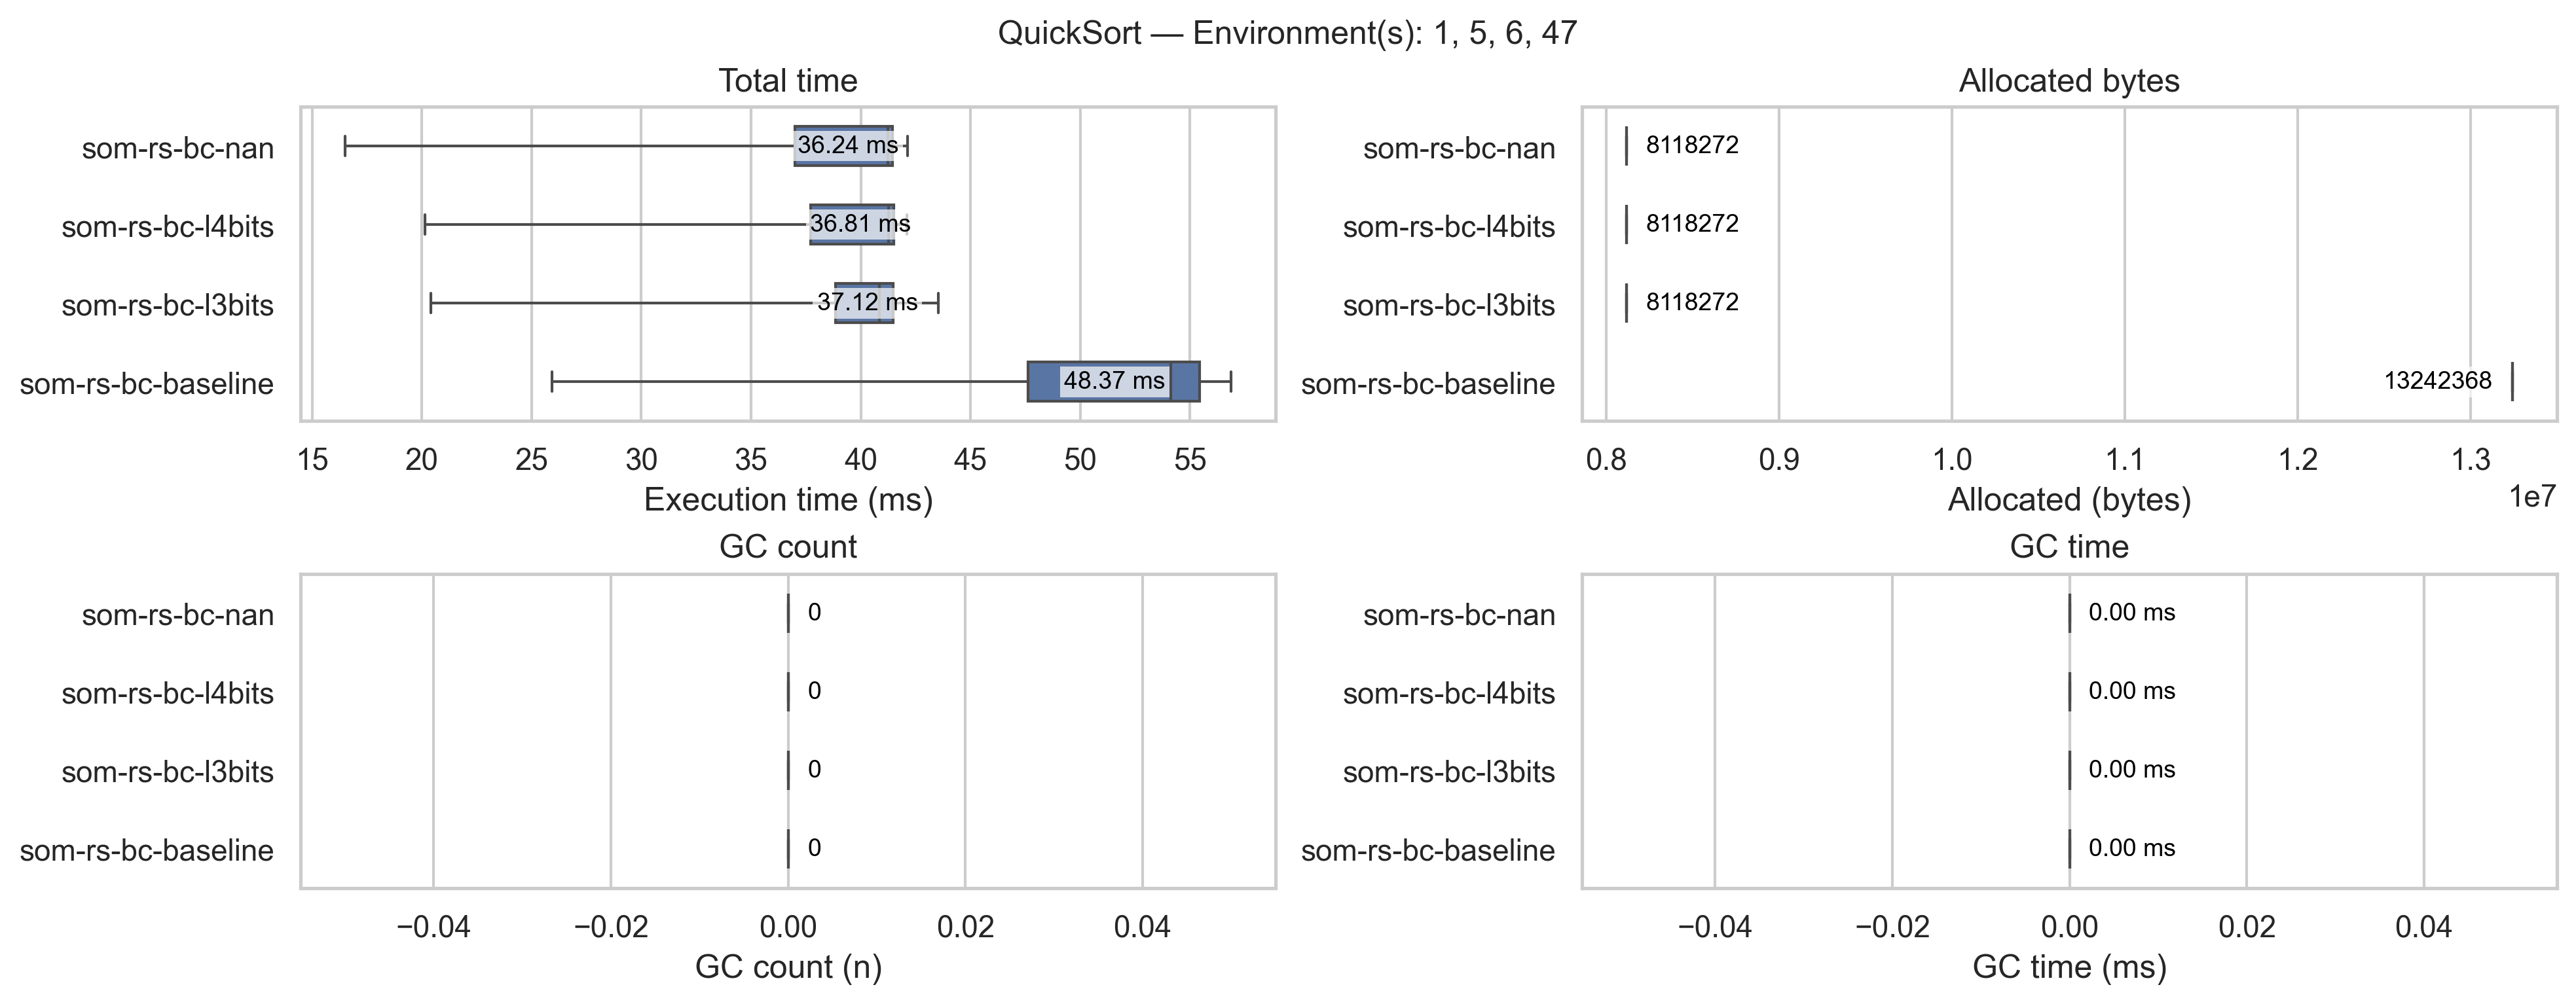 QuickSort — Environment(s): 1, 5, 6, 47
Total time
som-rs-bc-nan
36.24 ms
som-rs-bc-l4bits
36.81 ms
som-rs-bc-l3bits
37.12 ms
som-rs-bc-baseline
48.37 ms
15 20 25 30 35 40 45 50 55
Execution time (ms)
Allocated bytes
som-rs-bc-nan
8118272
som-rs-bc-l4bits
8118272
som-rs-bc-l3bits
8118272
som-rs-bc-baseline
13242368
0.8 0.9 1.0 1.1 1.2 1.3
1e7
Allocated (bytes)
GC count
som-rs-bc-nan
0
som-rs-bc-l4bits
0
som-rs-bc-l3bits
0
som-rs-bc-baseline
0
−0.04 −0.02 0.00 0.02 0.04
GC count (n)
GC time
som-rs-bc-nan
0.00 ms
som-rs-bc-l4bits
0.00 ms
som-rs-bc-l3bits
0.00 ms
som-rs-bc-baseline
0.00 ms
−0.04 −0.02 0.00 0.02 0.04
GC time (ms)